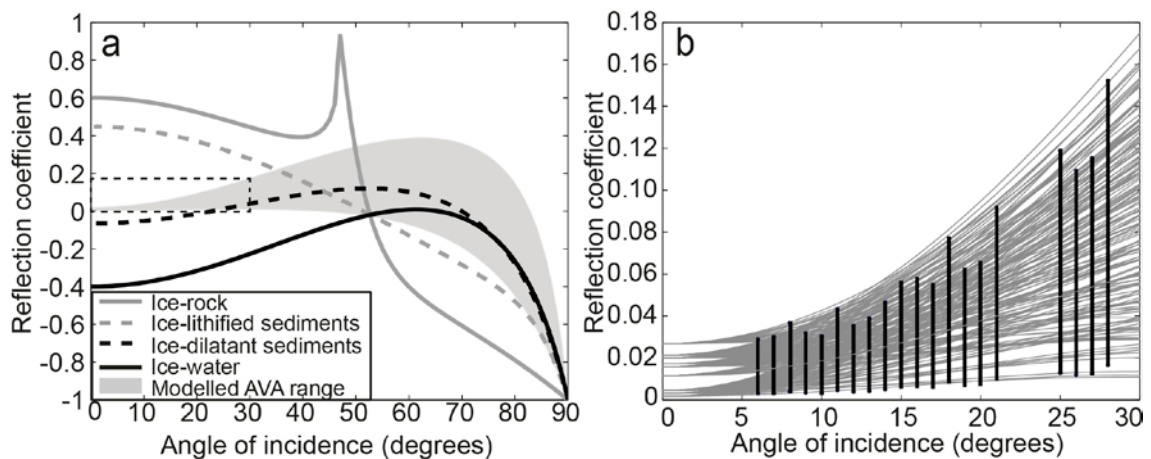 a
Reflection coefficient
1
0.8
0.6
0.4
0.2
0
-0.2
-0.4
-0.6
-0.8
-1
Ice-rock
Ice-lithified sediments
Ice-dilatant sediments
Ice-water
Modelled AVA range
0 10 20 30 40 50 60 70 80 90
Angle of incidence (degrees)
b
Reflection coefficient
0.18
0.16
0.14
0.12
0.10
0.08
0.06
0.04
0.02
0
0 5 10 15 20 25 30
Angle of incidence (degrees)